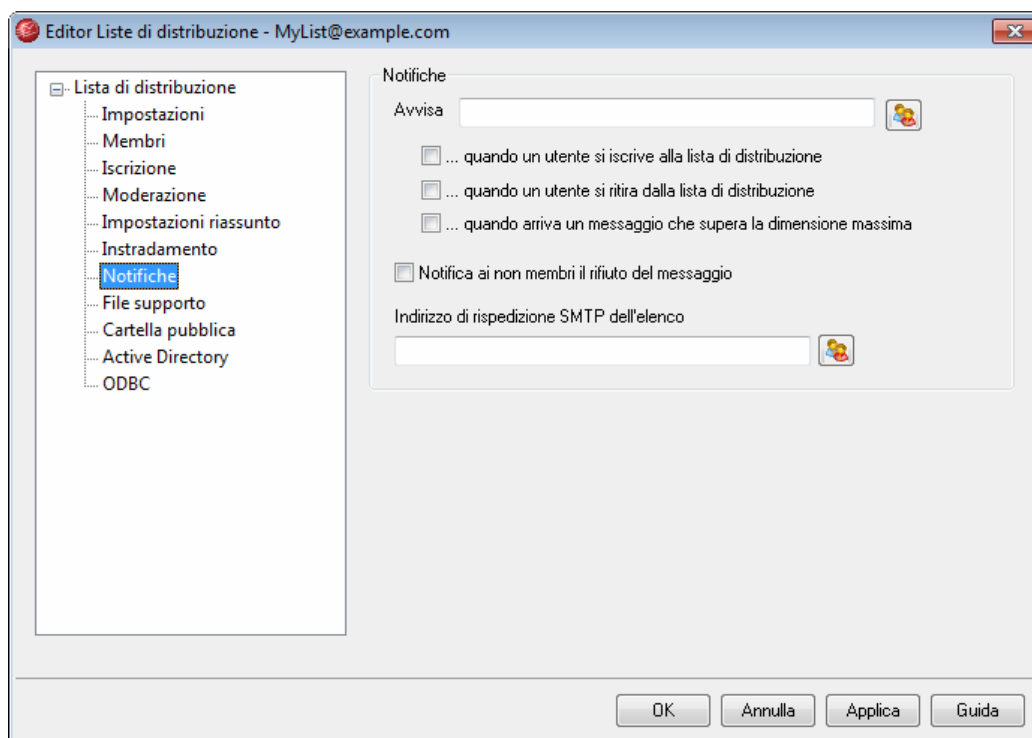 Editor Liste di distribuzione - MyList@example.com
Lista di distribuzione
Impostazioni
Membri
Iscrizione
Moderazione
Impostazioni riassunto
Instradamento
Notifiche
File supporto
Cartella pubblica
Active Directory
ODBC
Notifiche
Avvisa
... quando un utente si iscrive alla lista di distribuzione
... quando un utente si ritira dalla lista di distribuzione
... quando arriva un messaggio che supera la dimensione massima
Notifica ai non membri il rifiuto del messaggio
Indirizzo di rispedizione SMTP dell'elenco
OK
Annulla
Applica
Guida